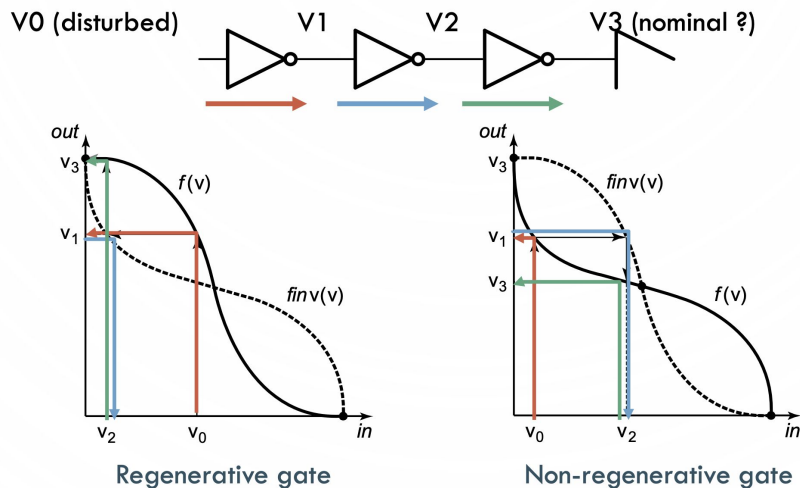 V0 (disturbed) V1 V2 V3 (nominal ?)
out
v3
f(v)
v1
finv(v)
v2 v0 in
Regenerative gate
out
v3
finv(v)
v1
v3
f(v)
v0 v2 in
Non-regenerative gate